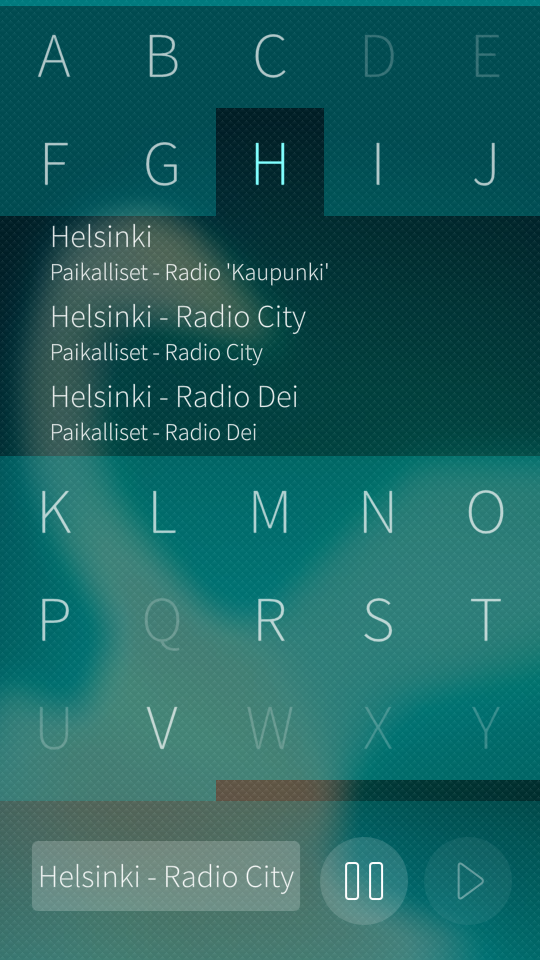 A B C D E
F G H I J
Helsinki
Paikalliset - Radio 'Kaupunki'
Helsinki - Radio City
Paikalliset - Radio City
Helsinki - Radio Dei
Paikalliset - Radio Dei
K L M N O
P Q R S T
U V W X Y
Helsinki - Radio City